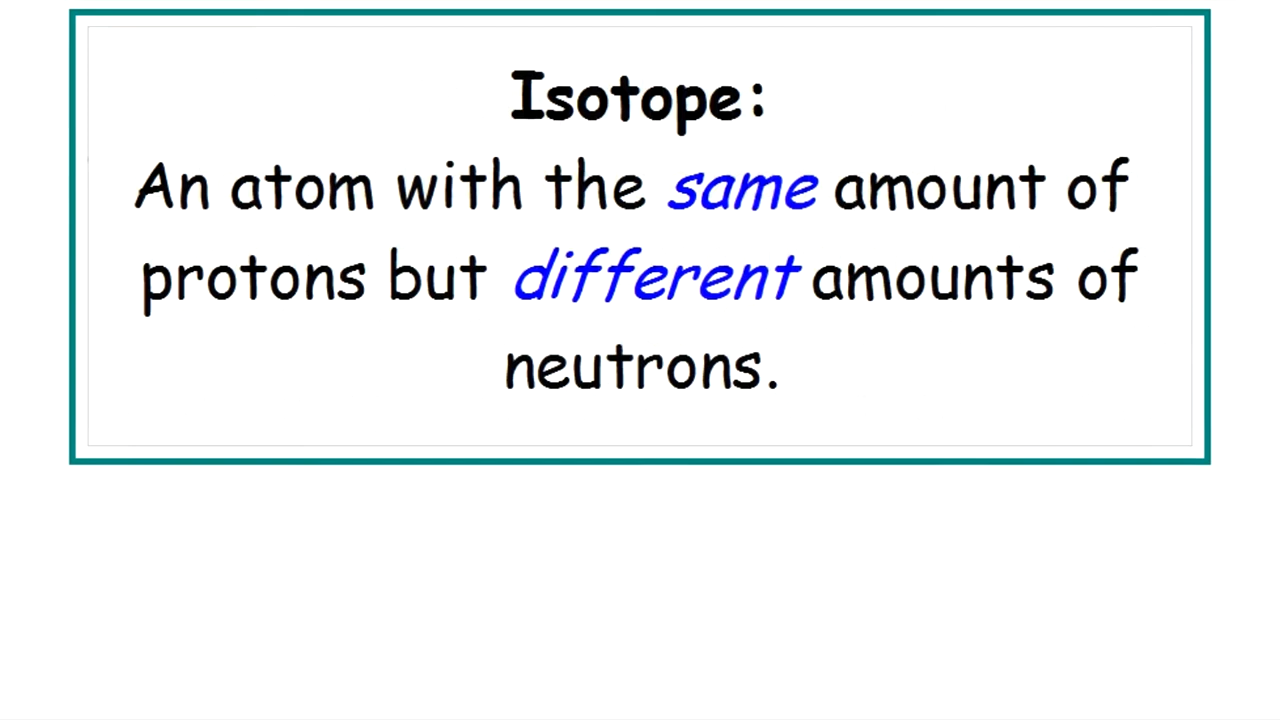 Isotope:
An atom with the same amount of
protons but different amounts of
neutrons.